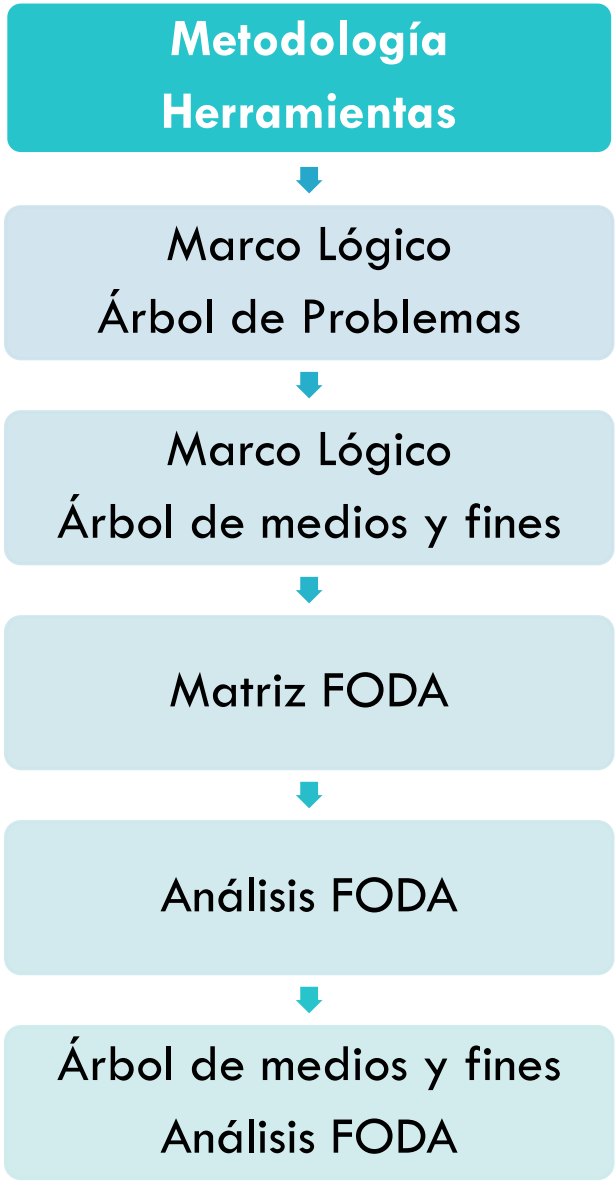 Metodología
Herramientas
Marco Lógico
Árbol de Problemas
Marco Lógico
Árbol de medios y fines
Matriz FODA
Análisis FODA
Árbol de medios y fines
Análisis FODA